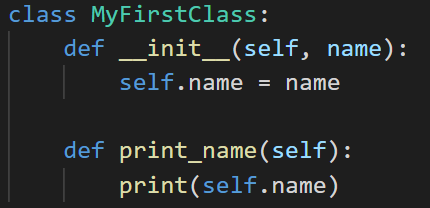 class MyFirstClass:
    def __init__(self, name):
        self.name = name

    def print_name(self):
        print(self.name)